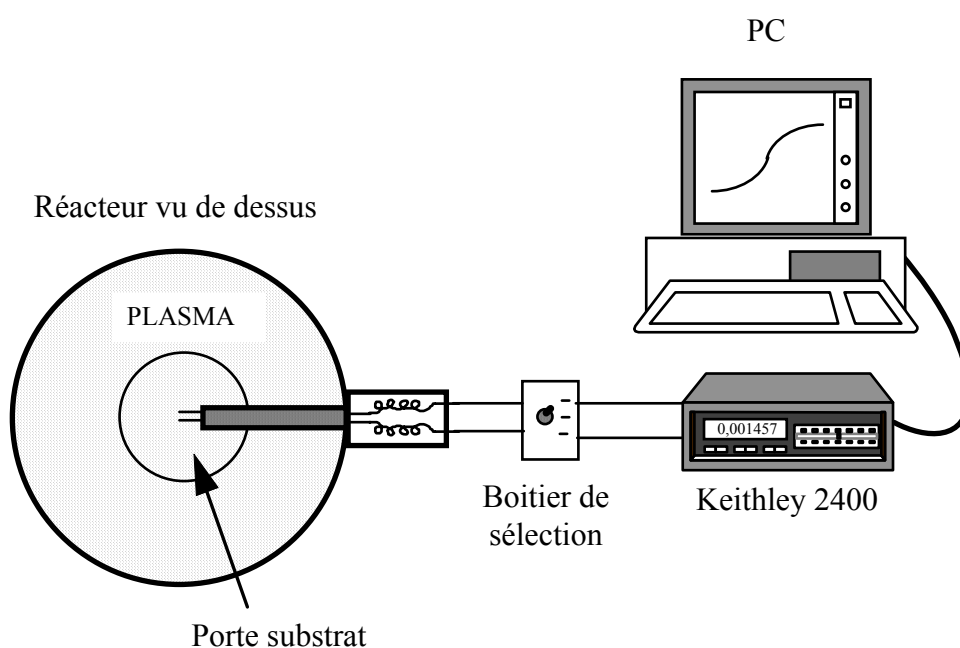 PC
Réacteur vu de dessus
PLASMA
0,001457
Boitier de
sélection
Keithley 2400
Porte substrat